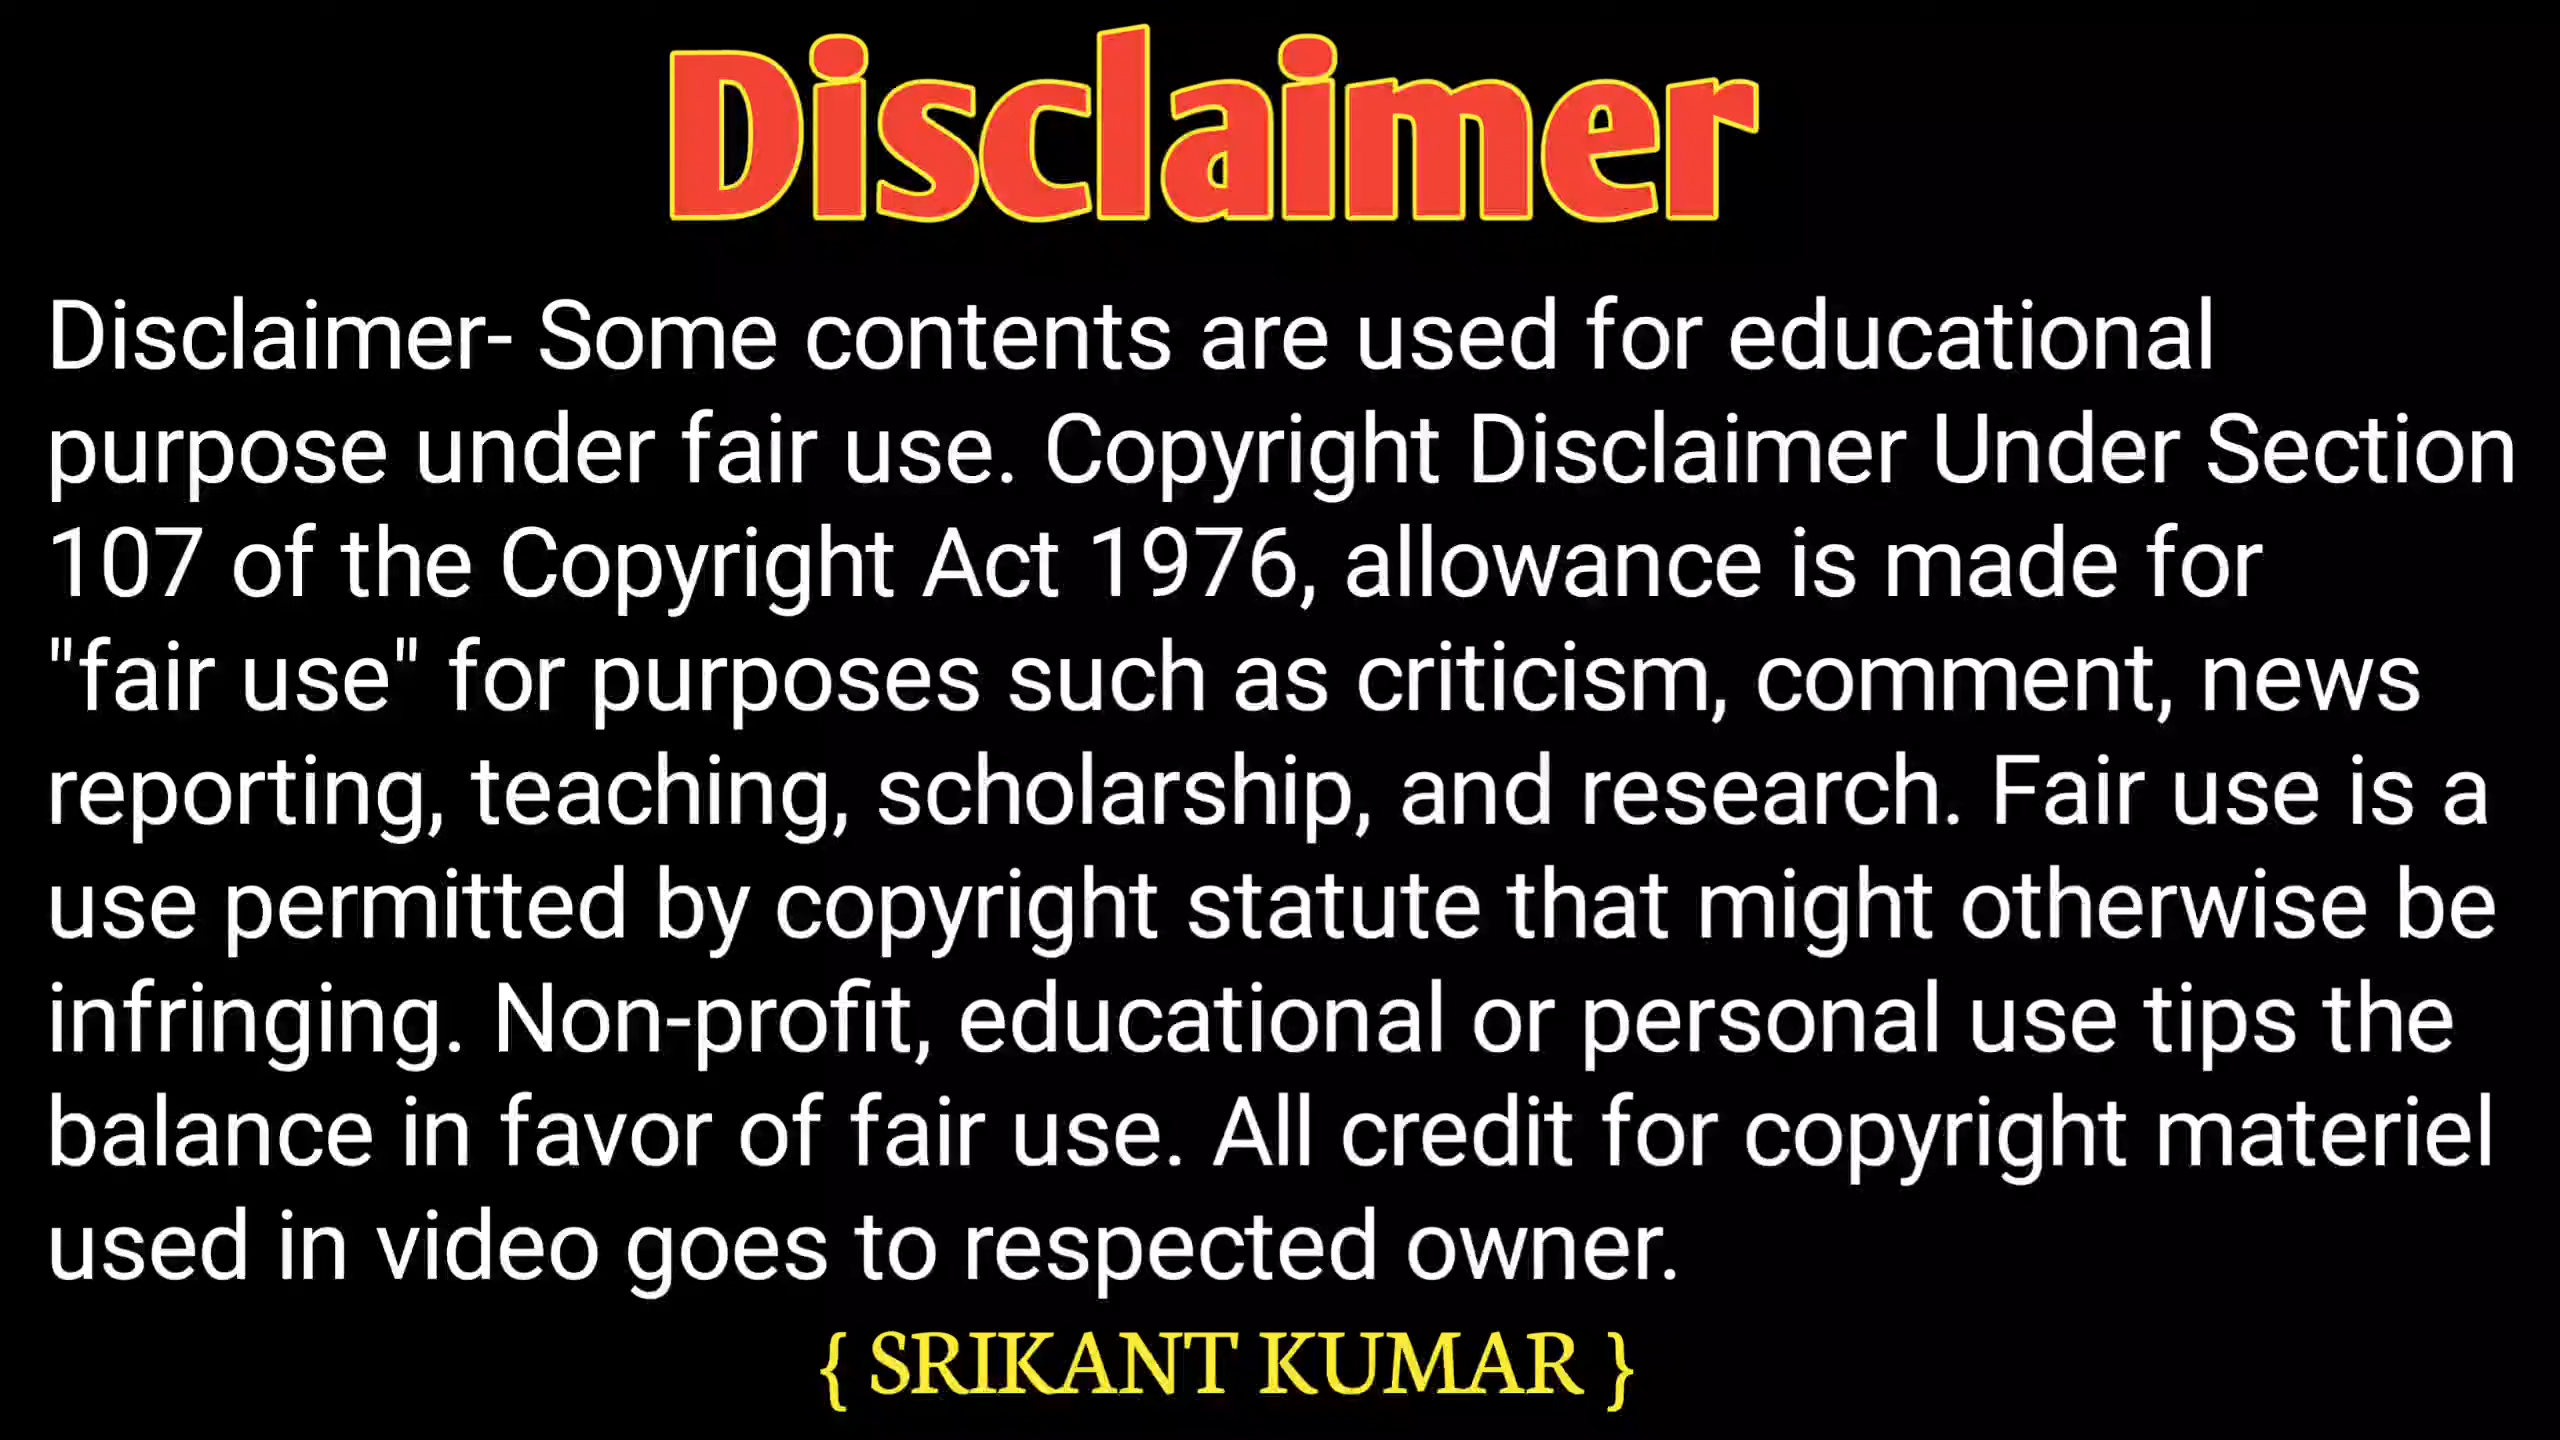 Disclaimer
Disclaimer- Some contents are used for educational
purpose under fair use. Copyright Disclaimer Under Section
107 of the Copyright Act 1976, allowance is made for
"fair use" for purposes such as criticism, comment, news
reporting, teaching, scholarship, and research. Fair use is a
use permitted by copyright statute that might otherwise be
infringing. Non-profit, educational or personal use tips the
balance in favor of fair use. All credit for copyright materiel
used in video goes to respected owner.
{ SRIKANT KUMAR }